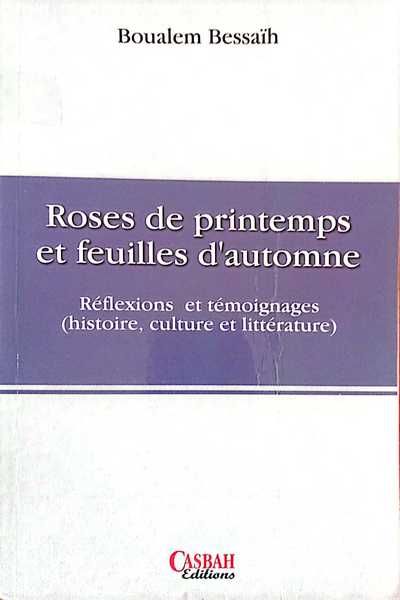 Boualem Bessaïh
Roses de printemps
et feuilles d'automne
Réflexions et témoignages
(histoire, culture et littérature)
CASBAH
Editions